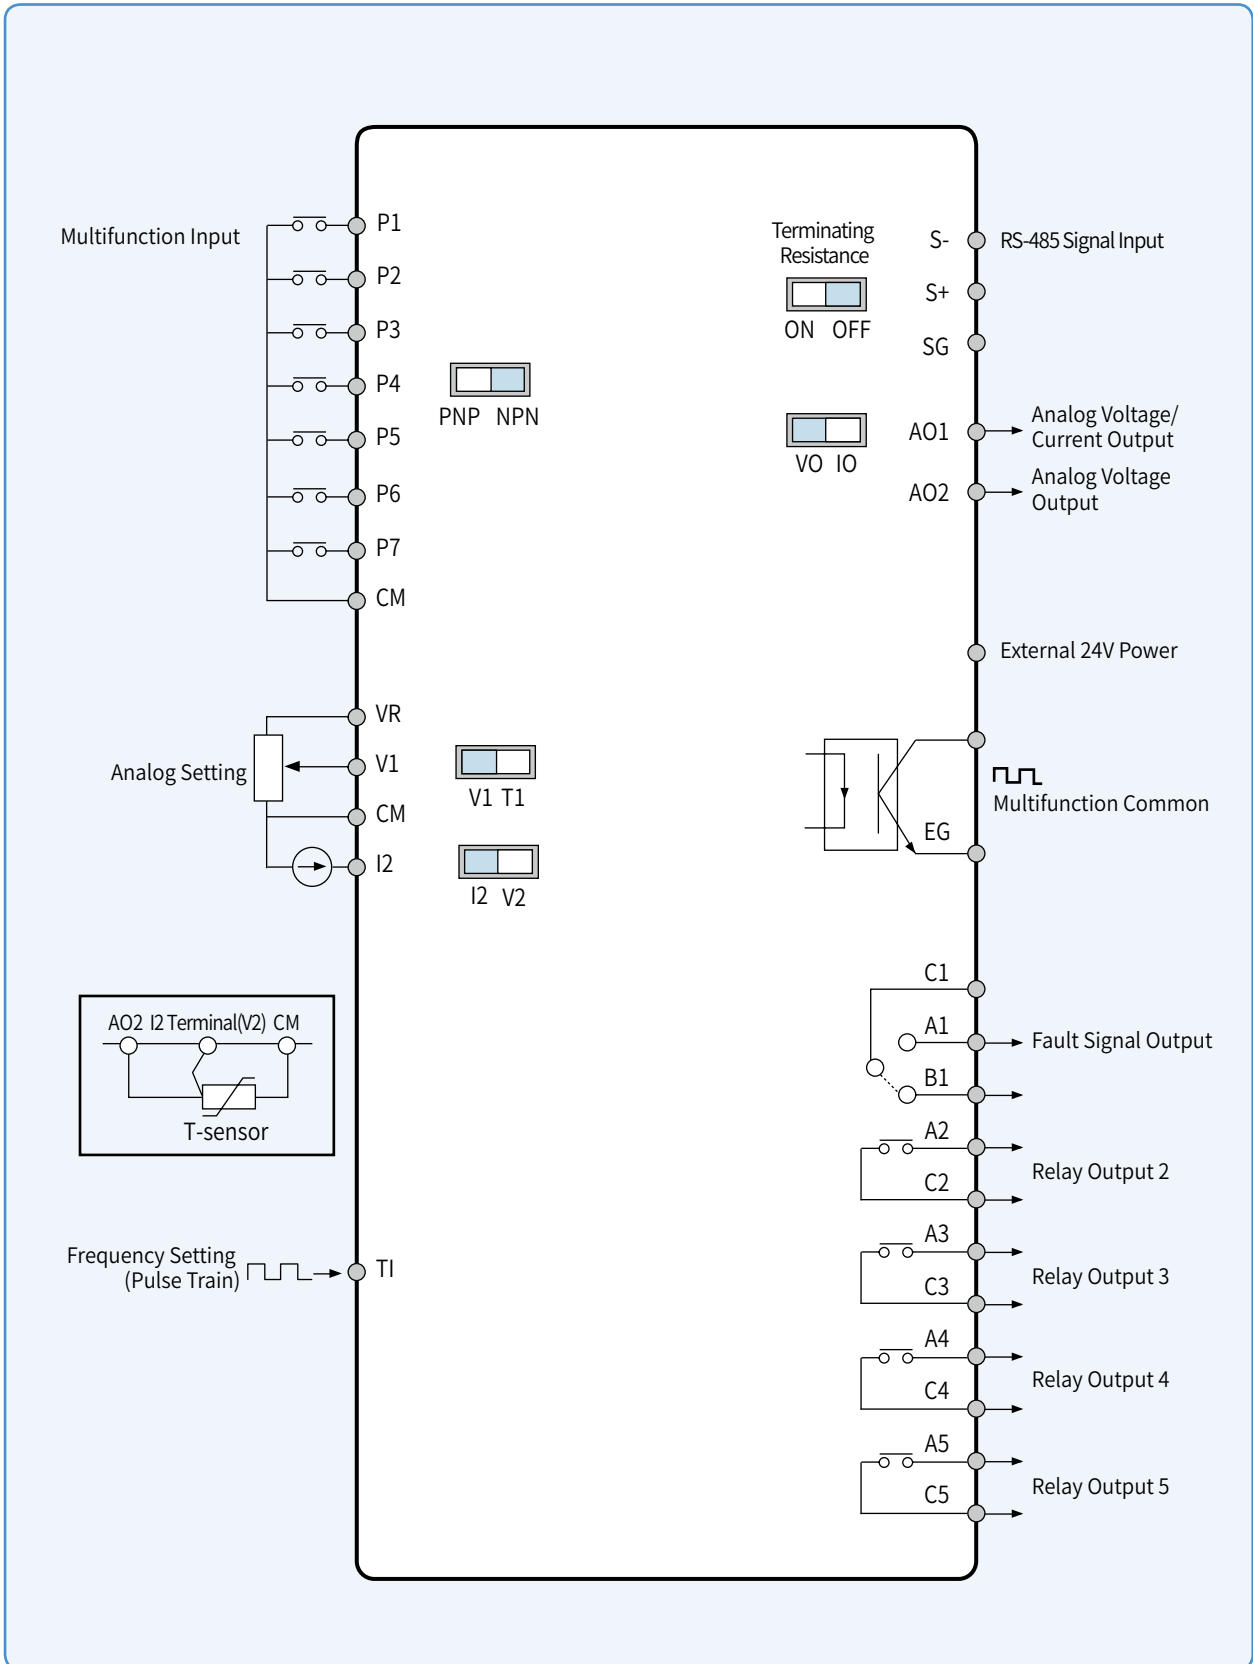 Multifunction Input
P1
P2
P3
P4
P5
P6
P7
CM
PNP NPN
Terminating
Resistance
ON OFF
S-
RS-485 Signal Input
S+
SG
VO IO
AO1
Analog Voltage/
Current Output
AO2
Analog Voltage
Output
External 24V Power
Analog Setting
VR
V1
CM
I2
V1 T1
I2 V2
Multifunction Common
EG
AO2 I2 Terminal(V2) CM
T-sensor
C1
A1
Fault Signal Output
B1
A2
Relay Output 2
C2
Frequency Setting
(Pulse Train)
TI
A3
Relay Output 3
C3
A4
Relay Output 4
C4
A5
Relay Output 5
C5